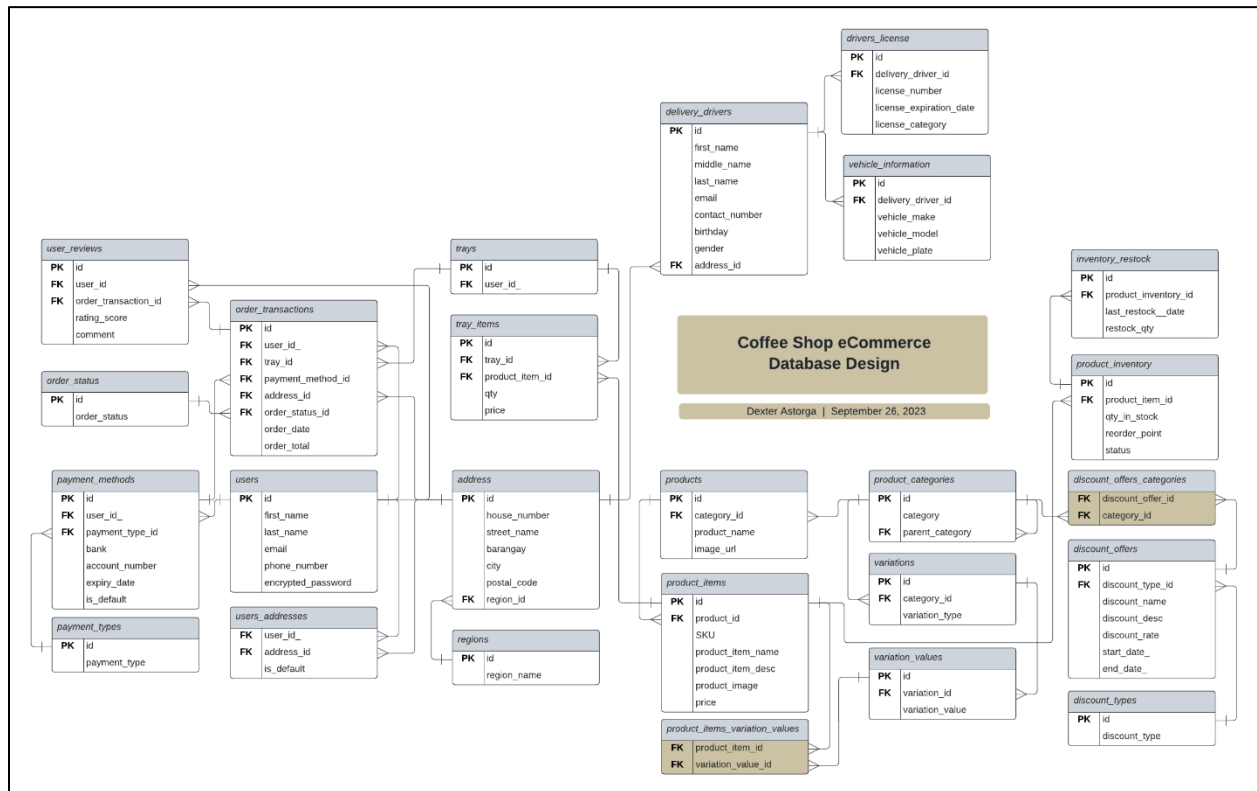 drivers_license
PK id
FK delivery_driver_id
license_number
license_expiration_date
license_category
delivery_drivers
PK id
first_name
middle_name
last_name
email
contact_number
birthday
gender
FK address_id
vehicle_information
PK id
FK delivery_driver_id
vehicle_make
vehicle_model
vehicle_plate
user_reviews
PK id
FK user_id
FK order_transaction_id
rating_score
comment
trays
PK id
FK user_id_
inventory_restock
PK id
FK product_inventory_id
last_restock__date
restock_qty
order_transactions
PK id
FK user_id_
FK tray_id
FK payment_method_id
FK address_id
FK order_status_id
order_date
order_total
tray_items
PK id
FK tray_id
FK product_item_id
qty
price
Coffee Shop eCommerce
Database Design
Dexter Astorga | September 26, 2023
product_inventory
PK id
FK product_item_id
qty_in_stock
reorder_point
status
order_status
PK id
order_status
payment_methods
PK id
FK user_id_
FK payment_type_id
bank
account_number
expiry_date
is_default
users
PK id
first_name
last_name
email
phone_number
encrypted_password
address
PK id
house_number
street_name
barangay
city
postal_code
FK region_id
products
PK id
FK category_id
product_name
image_url
product_categories
PK id
category
FK parent_category
discount_offers_categories
FK discount_offer_id
FK category_id
variations
PK id
FK category_id
variation_type
discount_offers
PK id
FK discount_type_id
discount_name
discount_desc
discount_rate
start_date_
end_date_
product_items
PK id
FK product_id
SKU
product_item_name
product_item_desc
product_image
price
users_addresses
FK user_id_
FK address_id
is_default
payment_types
PK id
payment_type
regions
PK id
region_name
variation_values
PK id
FK variation_id
variation_value
discount_types
PK id
discount_type
product_items_variation_values
FK product_item_id
FK variation_value_id